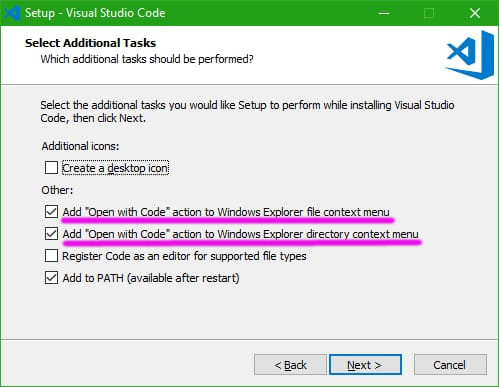 Setup - Visual Studio Code
Select Additional Tasks
Which additional tasks should be performed?
Select the additional tasks you would like Setup to perform while installing Visual Studio
Code, then click Next.
Additional icons:
Create a desktop icon
Other:
Add "Open with Code" action to Windows Explorer file context menu
Add "Open with Code" action to Windows Explorer directory context menu
Register Code as an editor for supported file types
Add to PATH (available after restart)
< Back
Next >
Cancel